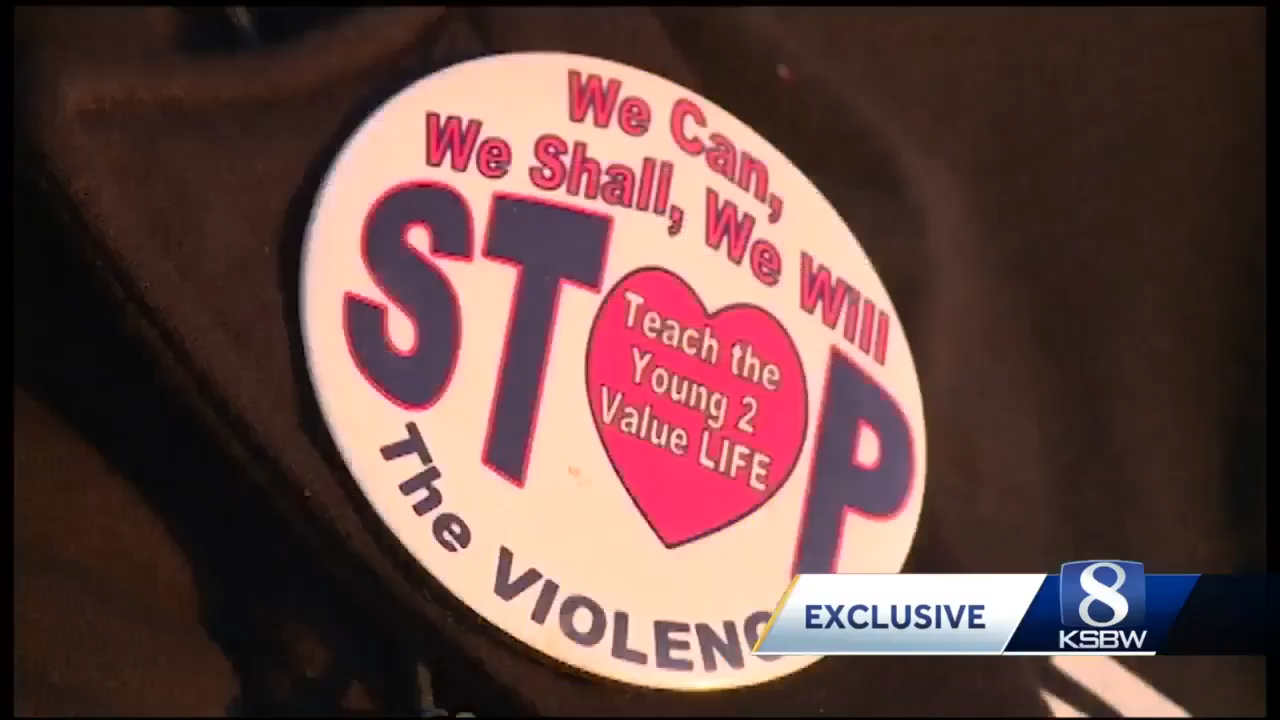 We Can,
We Shall, We Will
ST P
Teach the
Young 2
Value LIFE
The VIOLENC
EXCLUSIVE
8
KSBW